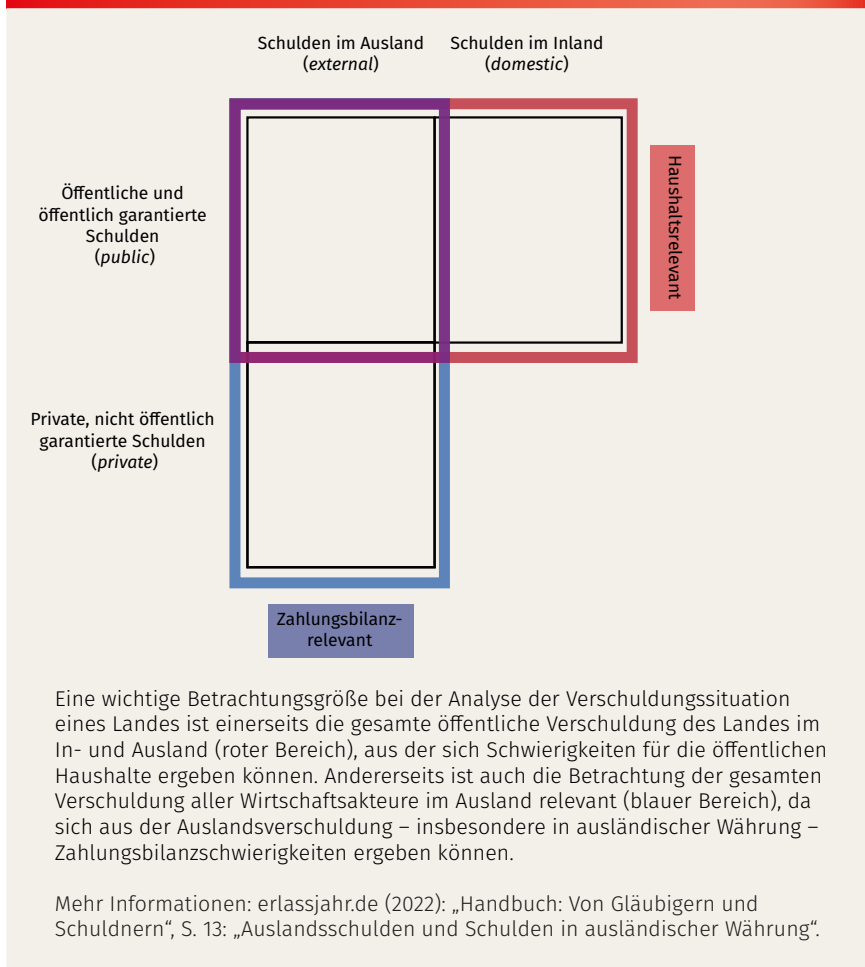 Schulden im Ausland
(external)
Schulden im Inland
(domestic)
Öffentliche und
öffentlich garantierte
Schulden
(public)
Haushaltsrelevant
Private, nicht öffentlich
garantierte Schulden
(private)
Zahlungsbilanz-
relevant
Eine wichtige Betrachtungsgröße bei der Analyse der Verschuldungssituation
eines Landes ist einerseits die gesamte öffentliche Verschuldung des Landes im
In- und Ausland (roter Bereich), aus der sich Schwierigkeiten für die öffentlichen
Haushalte ergeben können. Andererseits ist auch die Betrachtung der gesamten
Verschuldung aller Wirtschaftsakteure im Ausland relevant (blauer Bereich), da
sich aus der Auslandsverschuldung – insbesondere in ausländischer Währung –
Zahlungsbilanzschwierigkeiten ergeben können.
Mehr Informationen: erlassjahr.de (2022): „Handbuch: Von Gläubigern und
Schuldnern“, S. 13: „Auslandsschulden und Schulden in ausländischer Währung“.